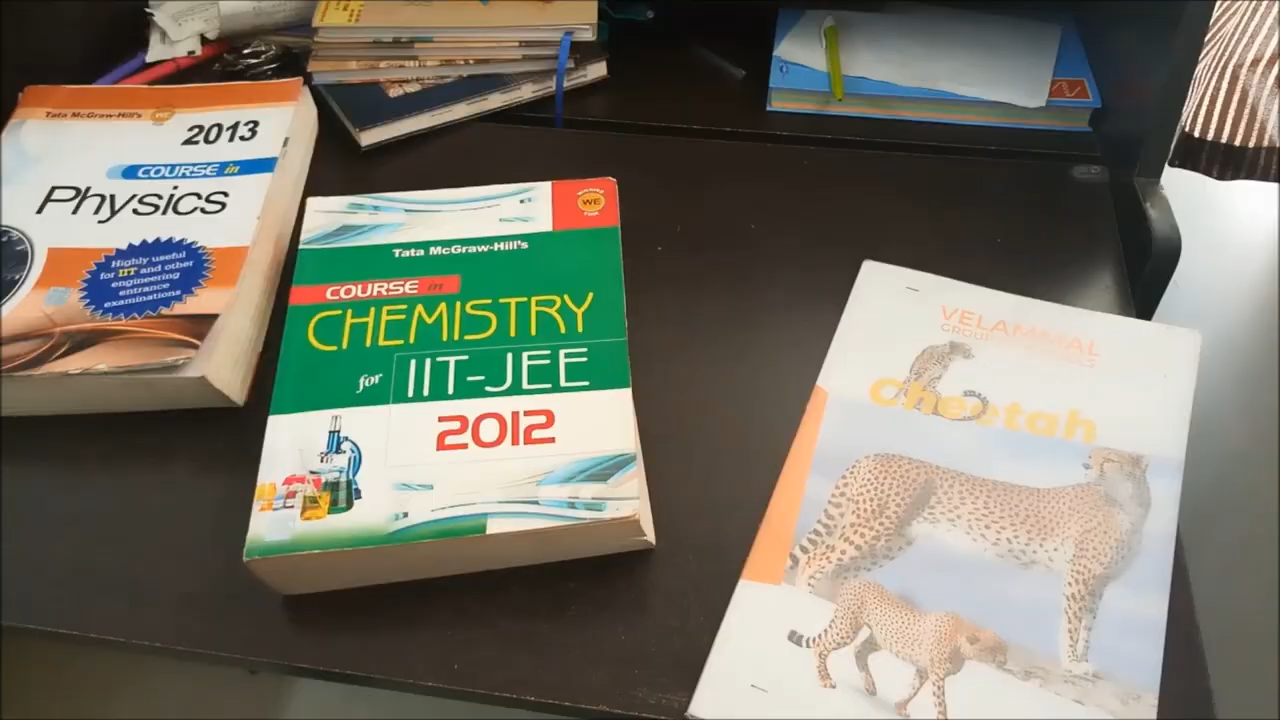 Tata McGraw-Hill's WE
2013
COURSE in
Physics
Highly useful
for IIT and other
engineering
entrance
examinations
WE
Tata McGraw-Hill's
COURSE in
CHEMISTRY
for IIT-JEE
2012
VELAMMAL
Cheetah